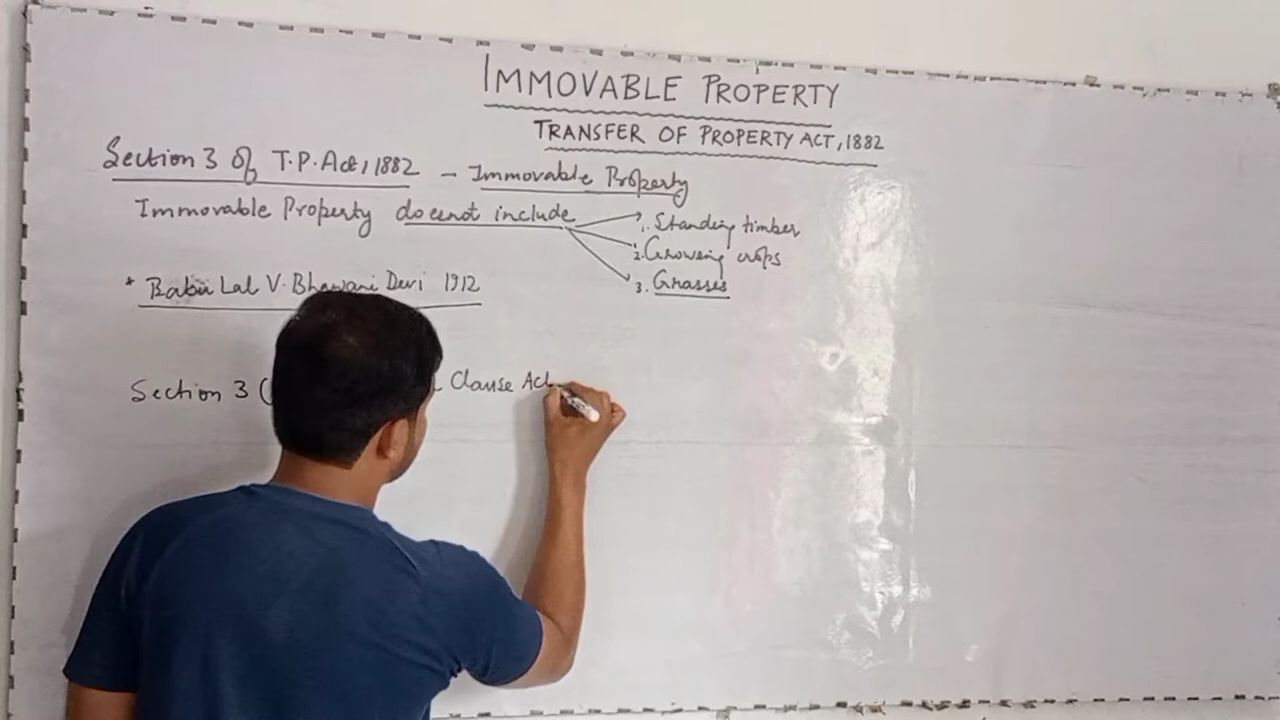 IMMOVABLE PROPERTY
TRANSFER OF PROPERTY ACT, 1882
Section 3 of T.P. Act, 1882 - Immovable Property
Immovable Property doesnot include
1. Standing timber
2. Growing crops
3. Grasses
* Babu Lal V. Bhawani Devi 1912
Section 3 ( Clause Act